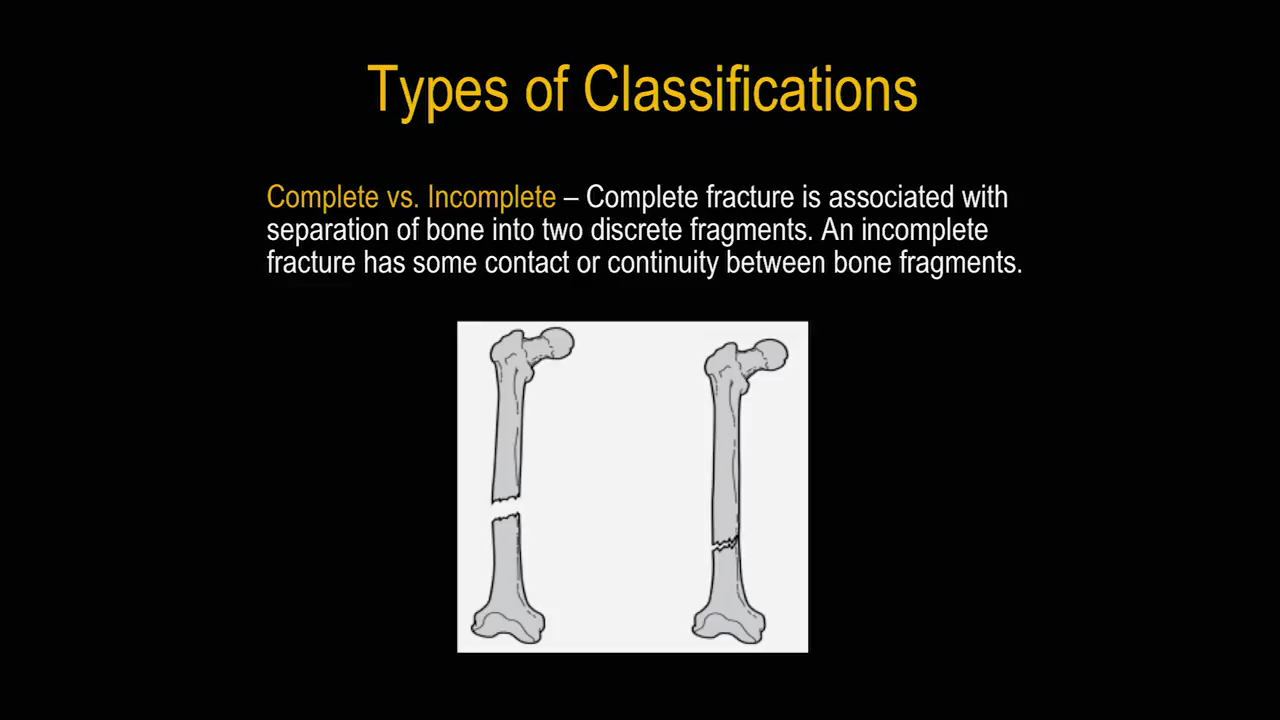 Types of Classifications
Complete vs. Incomplete – Complete fracture is associated with
separation of bone into two discrete fragments. An incomplete
fracture has some contact or continuity between bone fragments.